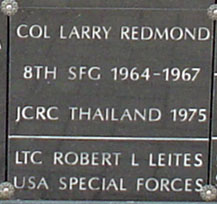 COL LARRY REDMOND
8TH SFG 1964-1967
JCRC THAILAND 1975
LTC ROBERT L LEITES
USA SPECIAL FORCES